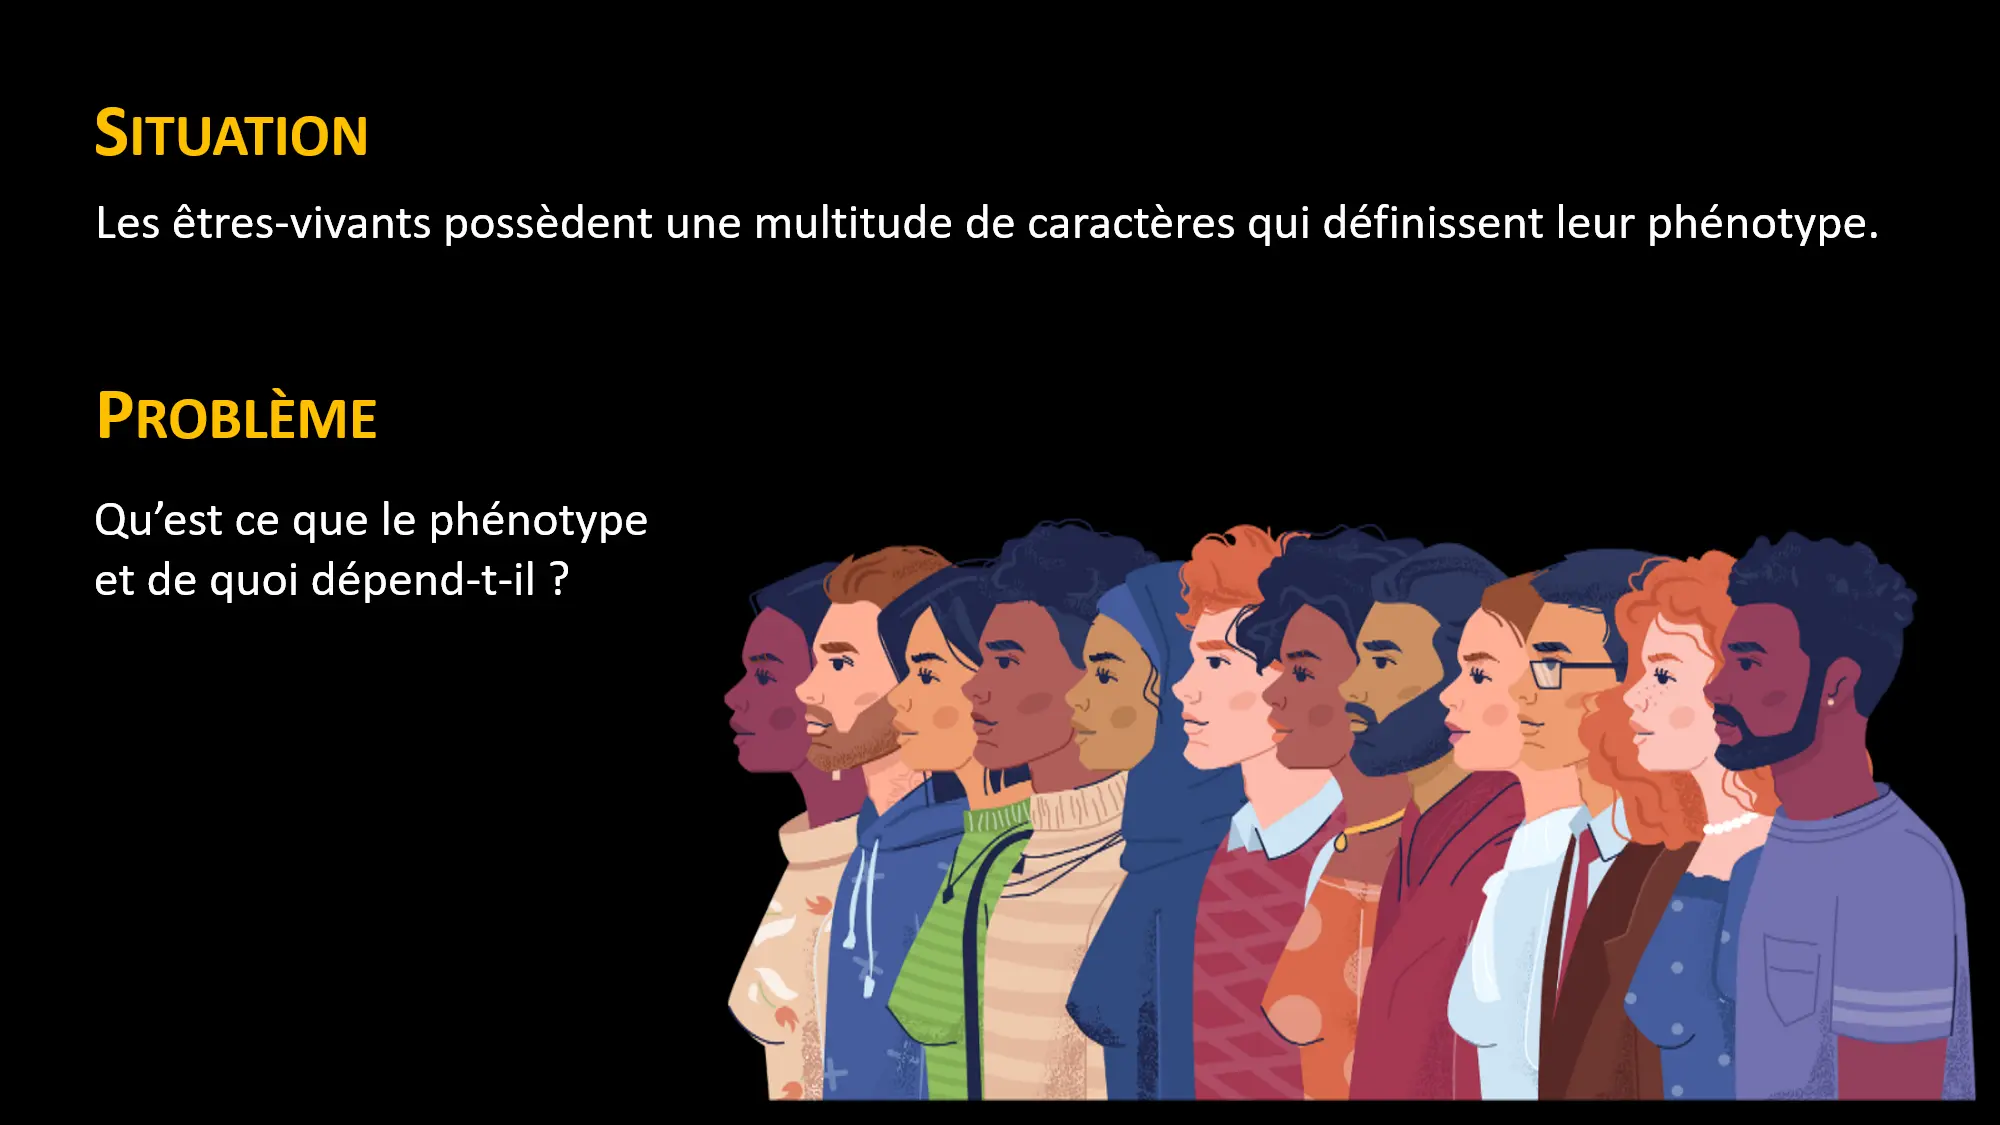 SITUATION
Les êtres-vivants possèdent une multitude de caractères qui définissent leur phénotype.
PROBLÈME
Qu’est ce que le phénotype
et de quoi dépend-t-il ?